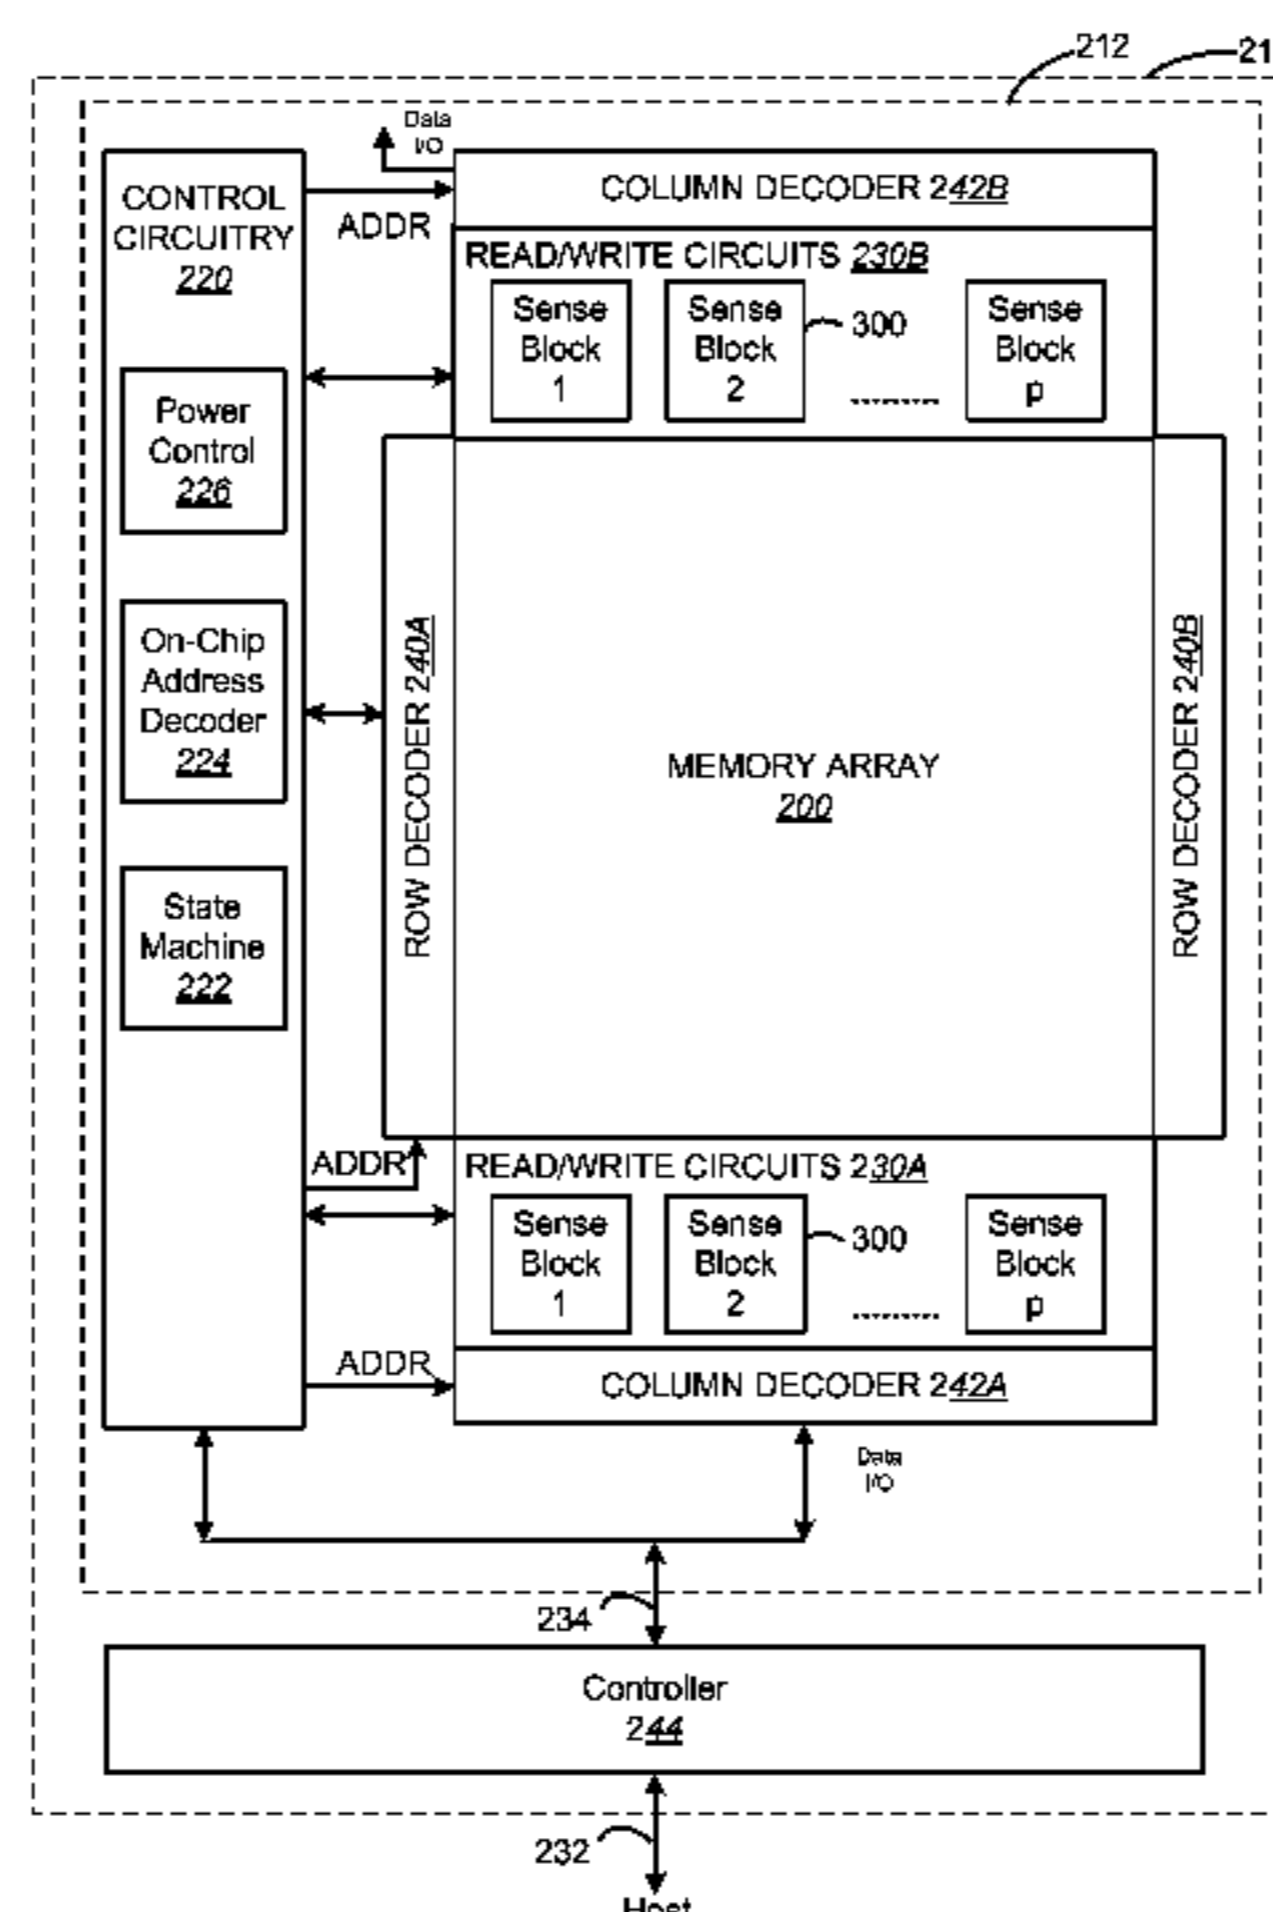 212
21
Data
I/O
CONTROL
CIRCUITRY
220
ADDR
COLUMN DECODER 242B
READ/WRITE CIRCUITS 230B
Sense
Block
1
Sense
Block
2
300
........
Sense
Block
p
Power
Control
226
On-Chip
Address
Decoder
224
State
Machine
222
ROW DECODER 240A
MEMORY ARRAY
200
ROW DECODER 240B
ADDR
READ/WRITE CIRCUITS 230A
Sense
Block
1
Sense
Block
2
300
........
Sense
Block
p
ADDR
COLUMN DECODER 242A
Data
I/O
234
Controller
244
232
Host